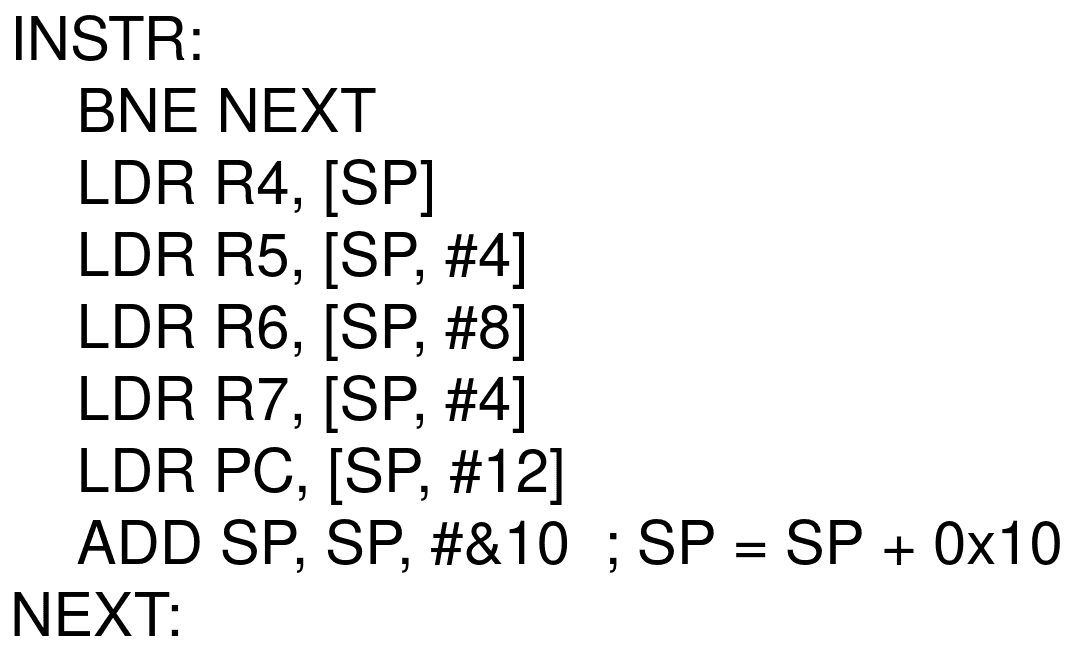 INSTR:
BNE NEXT
LDR R4, [SP]
LDR R5, [SP, #4]
LDR R6, [SP, #8]
LDR R7, [SP, #4]
LDR PC, [SP, #12]
ADD SP, SP, #&10 ; SP = SP + 0x10
NEXT: